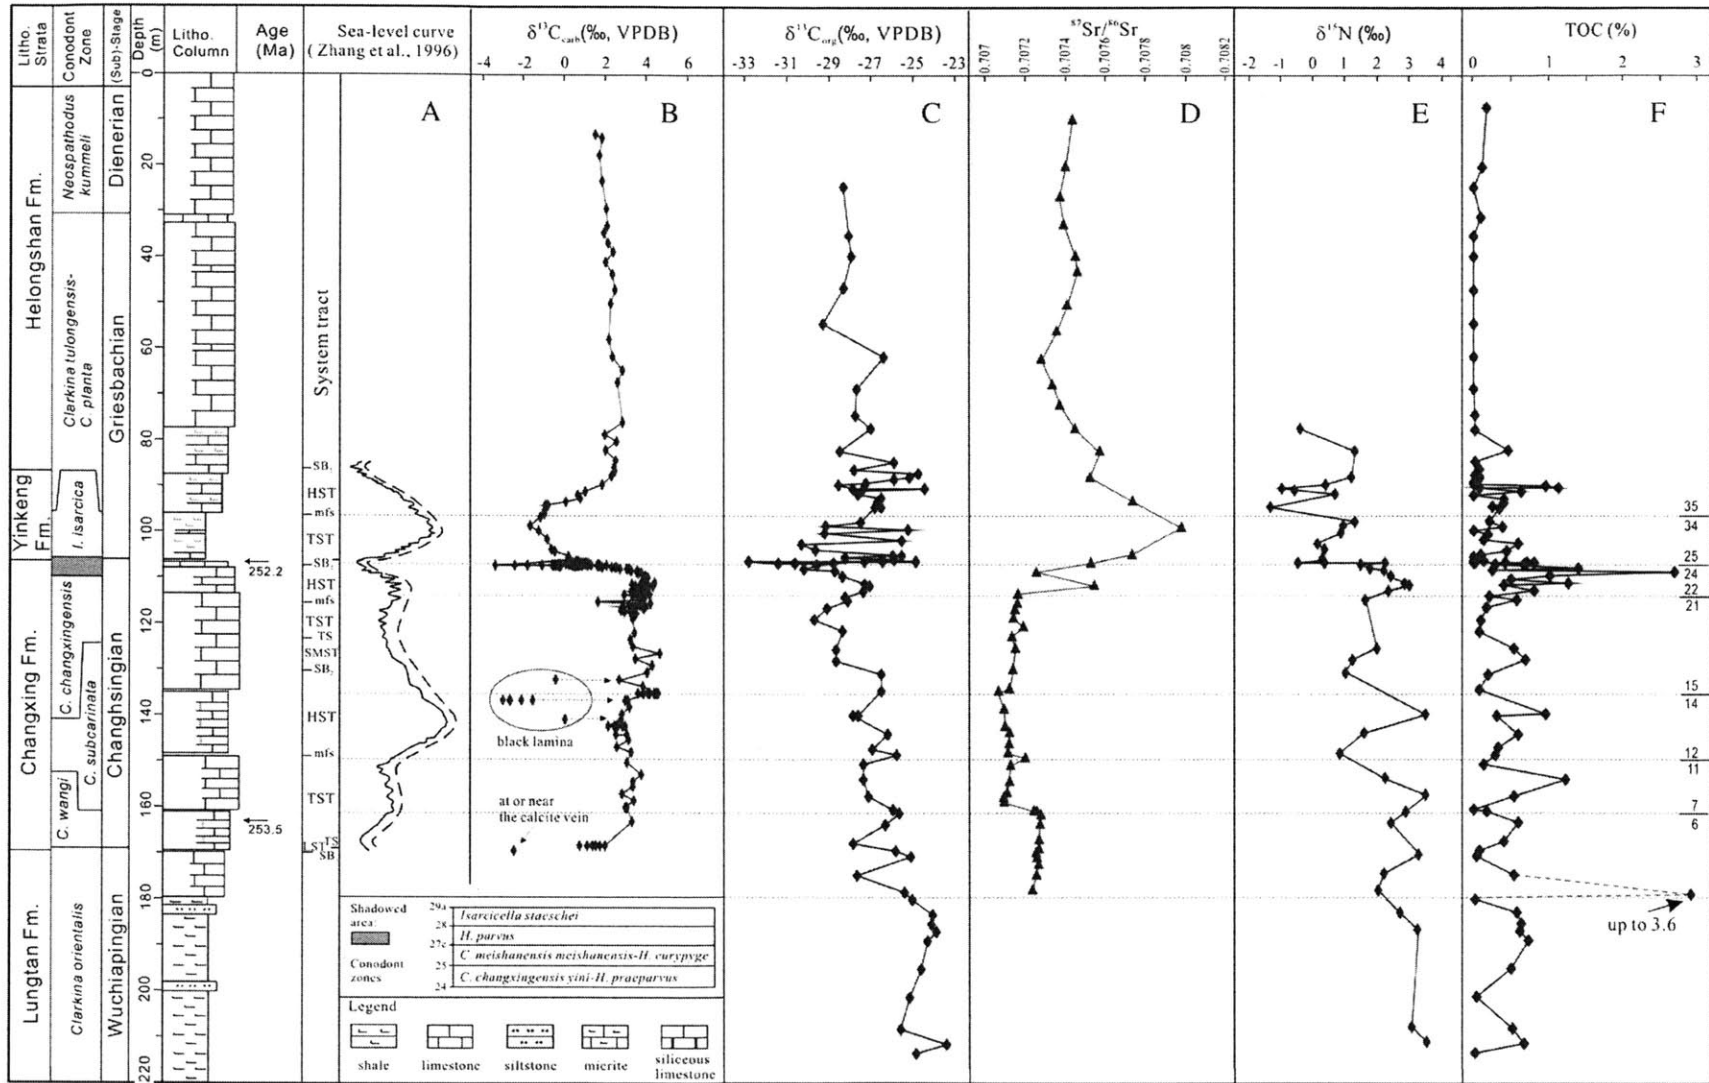 Litho. Strata
Conodont Zone
(Sub)-Stage
Depth (m)
Litho. Column
Age (Ma)
Sea-level curve
(Zhang et al., 1996)
δ¹³C_carb(‰, VPDB)
-4 -2 0 2 4 6
δ¹³C_org(‰, VPDB)
-33 -31 -29 -27 -25 -23
⁸⁷Sr/⁸⁶Sr
0.707 0.7072 0.7074 0.7076 0.7078 0.708 0.7082
δ¹⁵N (‰)
-2 -1 0 1 2 3 4
TOC (%)
0 1 2 3
A
B
C
D
E
F
Helongshan Fm.
Yinkeng Fm.
Changxing Fm.
Lungtan Fm.
Neospathodus kummeli
Clarkina tulongensis-
C. planta
I. isarcica
C. changxingensis
C. subcarinata
C. wangi
Clarkina orientalis
Dienerian
Griesbachian
Changhsingian
Wuchiapingian
0
20
40
60
80
100
120
140
160
180
200
220
252.2
253.5
System tract
HST
mfs
TST
HST
mfs
TST
TS
SMST
HST
mfs
TST
TS
LST
SB
black lamina
at or near
the calcite vein
35
34
25
24
22
21
15
14
12
11
7
6
up to 3.6
Shadowed
area:
Conodont
zones
29a
Isarcicella staeschei
28
H. parvus
27c
C. meishanensis meishanensis-H. eurypyge
25
C. changxingensis yini-H. praeparvus
24
Legend
shale
limestone
siltstone
micrite
siliceous
limestone